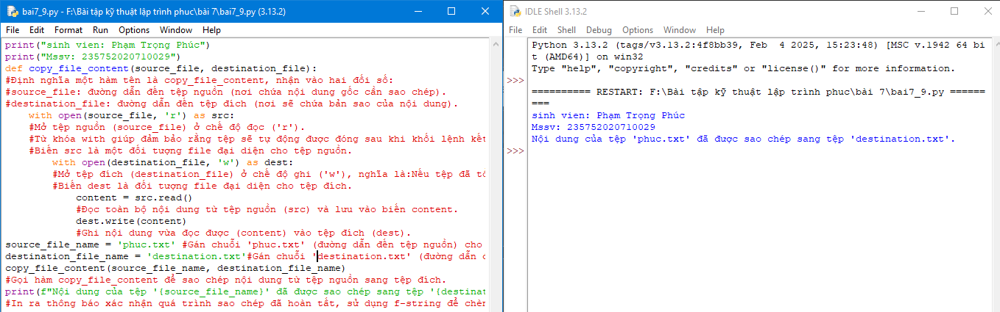 bai7_9.py - F:\Bài tập kỹ thuật lập trình phuc\bài 7\bai7_9.py (3.13.2)
File Edit Format Run Options Window Help
print("sinh vien: Phạm Trọng Phúc")
print("Mssv: 235752020710029")
def copy_file_content(source_file, destination_file):
#Định nghĩa một hàm tên là copy_file_content, nhận vào hai đối số:
#source_file: đường dẫn đến tệp nguồn (nơi chứa nội dung gốc cần sao chép).
#destination_file: đường dẫn đến tệp đích (nơi sẽ chứa bản sao của nội dung).
    with open(source_file, 'r') as src:
    #Mở tệp nguồn (source_file) ở chế độ đọc ('r').
    #Từ khóa with giúp đảm bảo rằng tệp sẽ tự động được đóng sau khi khối lệnh kết
    #Biến src là một đối tượng file đại diện cho tệp nguồn.
        with open(destination_file, 'w') as dest:
        #Mở tệp đích (destination_file) ở chế độ ghi ('w'), nghĩa là:Nếu tệp đã
        #Biến dest là đối tượng file đại diện cho tệp đích.
            content = src.read()
            #Đọc toàn bộ nội dung từ tệp nguồn (src) và lưu vào biến content.
            dest.write(content)
            #Ghi nội dung vừa đọc được (content) vào tệp đích (dest).
source_file_name = 'phuc.txt' #Gán chuỗi 'phuc.txt' (đường dẫn đến tệp nguồn) cho
destination_file_name = 'destination.txt'#Gán chuỗi 'destination.txt' (đường dẫn
copy_file_content(source_file_name, destination_file_name)
#Gọi hàm copy_file_content để sao chép nội dung từ tệp nguồn sang tệp đích.
print(f"Nội dung của tệp '{source_file_name}' đã được sao chép sang tệp '{destinat
#In ra thông báo xác nhận quá trình sao chép đã hoàn tất, sử dụng f-string để chèn
IDLE Shell 3.13.2
File Edit Shell Debug Options Window Help
Python 3.13.2 (tags/v3.13.2:4f8bb39, Feb  4 2025, 15:23:48) [MSC v.1942 64 bi
t (AMD64)] on win32
Type "help", "copyright", "credits" or "license()" for more information.
>>>
========== RESTART: F:\Bài tập kỹ thuật lập trình phuc\bài 7\bai7_9.py ======
===
sinh vien: Phạm Trọng Phúc
Mssv: 235752020710029
Nội dung của tệp 'phuc.txt' đã được sao chép sang tệp 'destination.txt'.
>>>